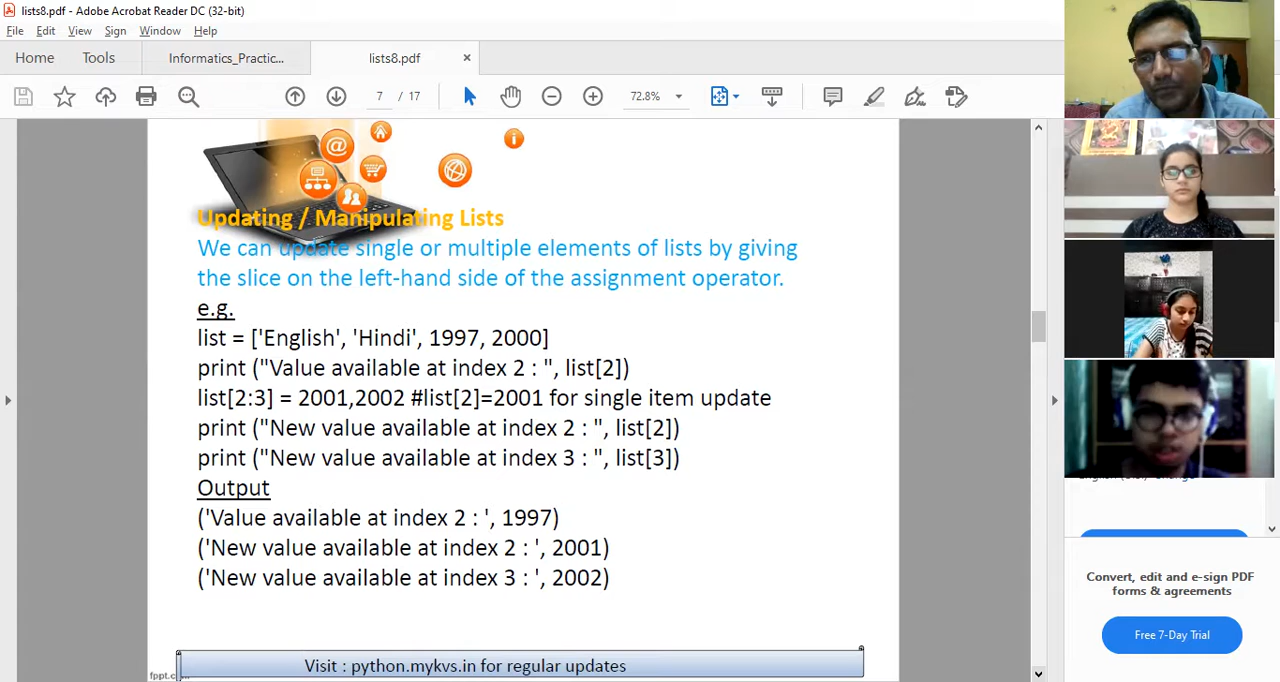 lists8.pdf - Adobe Acrobat Reader DC (32-bit)
File Edit View Sign Window Help
Home Tools Informatics_Practic... lists8.pdf ×
7 / 17 72.8%
Updating / Manipulating Lists
We can update single or multiple elements of lists by giving
the slice on the left-hand side of the assignment operator.
e.g.
list = ['English', 'Hindi', 1997, 2000]
print ("Value available at index 2 : ", list[2])
list[2:3] = 2001,2002 #list[2]=2001 for single item update
print ("New value available at index 2 : ", list[2])
print ("New value available at index 3 : ", list[3])
Output
('Value available at index 2 : ', 1997)
('New value available at index 2 : ', 2001)
('New value available at index 3 : ', 2002)
Visit : python.mykvs.in for regular updates
Convert, edit and e-sign PDF
forms & agreements
Free 7-Day Trial